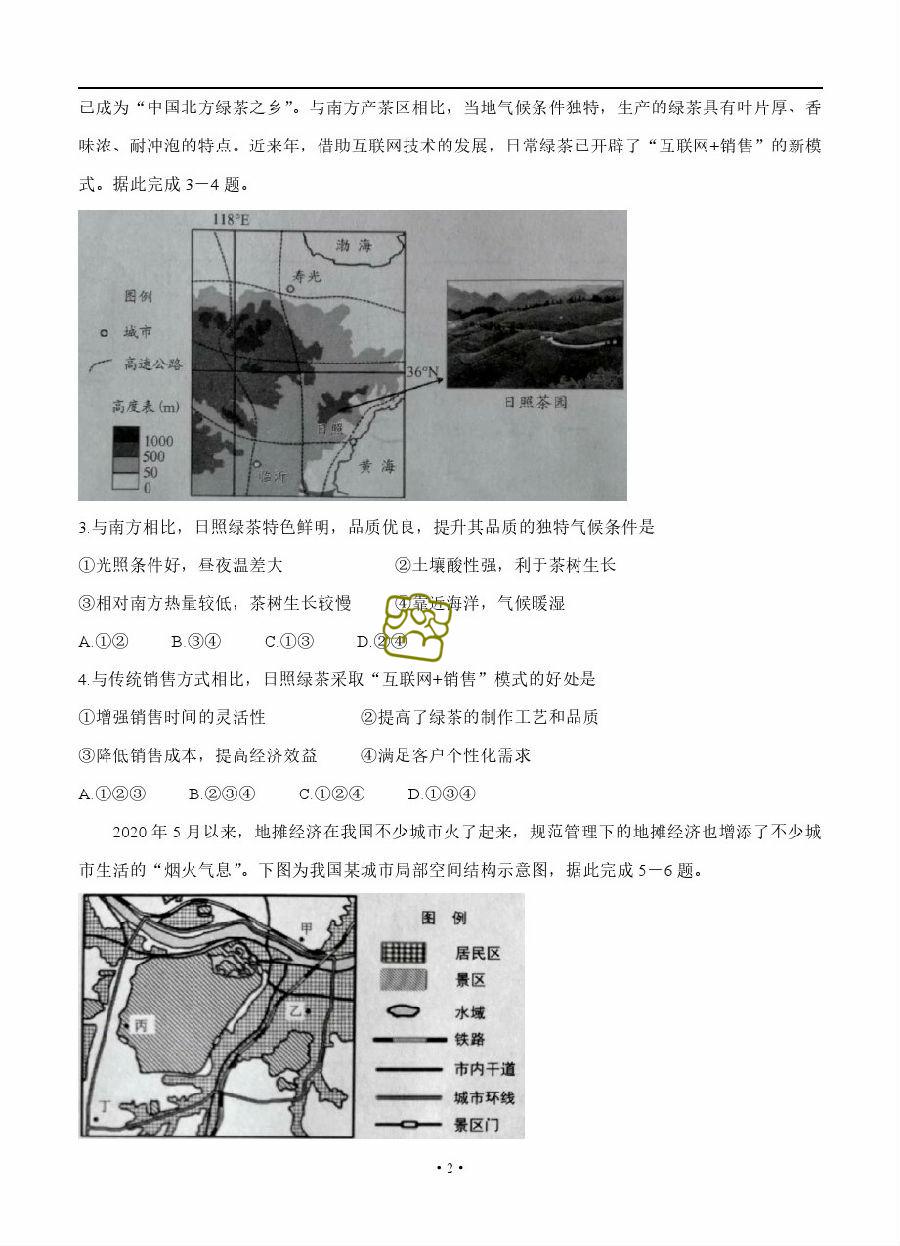 已成为“中国北方绿茶之乡”。与南方产茶区相比，当地气候条件独特，生产的绿茶具有叶片厚、香
味浓、耐冲泡的特点．近来年，借助互联网技术的发展，日常绿茶已开辟了“互联网+销售”的新模
式。据此完成 3－4 题。
118°E
渤 海
寿光
图例
城市
高速公路
36°N
高度表(m)
日照茶园
日照
1000
500
50
0
临沂
黄 海
3.与南方相比，日照绿茶特色鲜明，品质优良，提升其品质的独特气候条件是
①光照条件好，昼夜温差大 ②土壤酸性强，利于茶树生长
③相对南方热量较低，茶树生长较慢 ④靠近海洋，气候暖湿
A.①② B.③④ C.①③ D.②④
4.与传统销售方式相比，日照绿茶采取“互联网+销售”模式的好处是
①增强销售时间的灵活性 ②提高了绿茶的制作工艺和品质
③降低销售成本，提高经济效益 ④满足客户个性化需求
A.①②③ B.②③④ C.①②④ D.①③④
2020 年 5 月以来，地摊经济在我国不少城市火了起来，规范管理下的地摊经济也增添了不少城
市生活的“烟火气息”。下图为我国某城市局部空间结构示意图，据此完成 5－6 题。
图 例
甲
居民区
景区
乙
水域
丙
铁路
市内干道
城市环线
丁
景区门
·2·